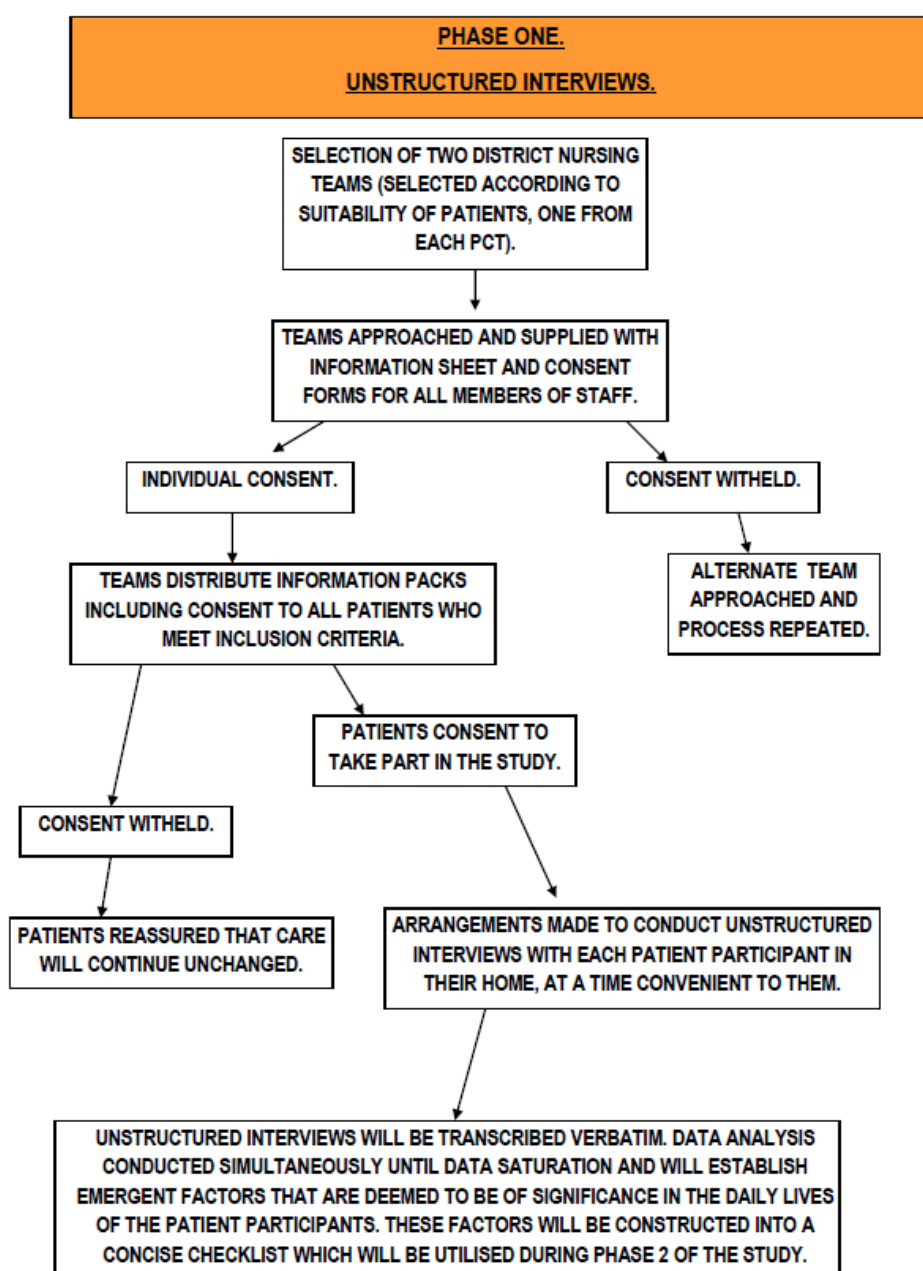 PHASE ONE.
UNSTRUCTURED INTERVIEWS.
SELECTION OF TWO DISTRICT NURSING
TEAMS (SELECTED ACCORDING TO
SUITABILITY OF PATIENTS, ONE FROM
EACH PCT).
TEAMS APPROACHED AND SUPPLIED WITH
INFORMATION SHEET AND CONSENT
FORMS FOR ALL MEMBERS OF STAFF.
INDIVIDUAL CONSENT.
CONSENT WITHELD.
TEAMS DISTRIBUTE INFORMATION PACKS
INCLUDING CONSENT TO ALL PATIENTS WHO
MEET INCLUSION CRITERIA.
ALTERNATE TEAM
APPROACHED AND
PROCESS REPEATED.
PATIENTS CONSENT TO
TAKE PART IN THE STUDY.
CONSENT WITHELD.
PATIENTS REASSURED THAT CARE
WILL CONTINUE UNCHANGED.
ARRANGEMENTS MADE TO CONDUCT UNSTRUCTURED
INTERVIEWS WITH EACH PATIENT PARTICIPANT IN
THEIR HOME, AT A TIME CONVENIENT TO THEM.
UNSTRUCTURED INTERVIEWS WILL BE TRANSCRIBED VERBATIM. DATA ANALYSIS
CONDUCTED SIMULTANEOUSLY UNTIL DATA SATURATION AND WILL ESTABLISH
EMERGENT FACTORS THAT ARE DEEMED TO BE OF SIGNIFICANCE IN THE DAILY LIVES
OF THE PATIENT PARTICIPANTS. THESE FACTORS WILL BE CONSTRUCTED INTO A
CONCISE CHECKLIST WHICH WILL BE UTILISED DURING PHASE 2 OF THE STUDY.